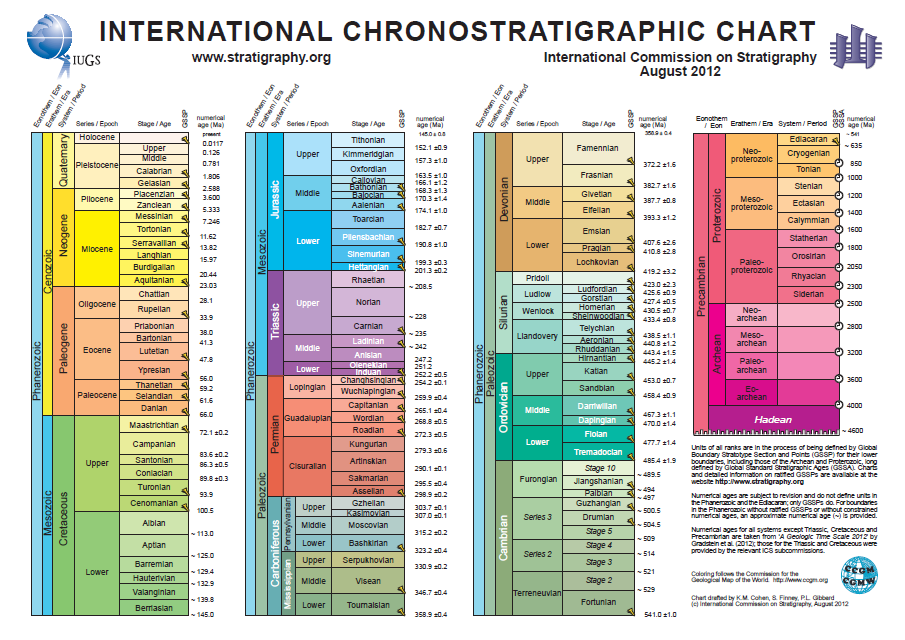 INTERNATIONAL CHRONOSTRATIGRAPHIC CHART
IUGS
www.stratigraphy.org
International Commission on Stratigraphy
August 2012
Eonothem / Eon
Erathem / Era
System / Period
Series / Epoch
Stage / Age
GSSP
numerical
age (Ma)
Phanerozoic
Cenozoic
Quaternary
Holocene
present
0.0117
Pleistocene
Upper
0.126
Middle
0.781
Calabrian
1.806
Gelasian
2.588
Neogene
Pliocene
Piacenzian
3.600
Zanclean
5.333
Miocene
Messinian
7.246
Tortonian
11.62
Serravallian
13.82
Langhian
15.97
Burdigalian
20.44
Aquitanian
23.03
Paleogene
Oligocene
Chattian
28.1
Rupelian
33.9
Eocene
Priabonian
38.0
Bartonian
41.3
Lutetian
47.8
Ypresian
56.0
Paleocene
Thanetian
59.2
Selandian
61.6
Danian
66.0
Mesozoic
Cretaceous
Upper
Maastrichtian
72.1 ±0.2
Campanian
83.6 ±0.2
Santonian
86.3 ±0.5
Coniacian
89.8 ±0.3
Turonian
93.9
Cenomanian
100.5
Lower
Albian
~ 113.0
Aptian
~ 125.0
Barremian
~ 129.4
Hauterivian
~ 132.9
Valanginian
~ 139.8
Berriasian
~ 145.0
Eonothem / Eon
Erathem / Era
System / Period
Series / Epoch
Stage / Age
GSSP
numerical
age (Ma)
145.0 ± 0.8
Phanerozoic
Mesozoic
Jurassic
Upper
Tithonian
152.1 ±0.9
Kimmeridgian
157.3 ±1.0
Oxfordian
163.5 ±1.0
Middle
Callovian
166.1 ±1.2
Bathonian
168.3 ±1.3
Bajocian
170.3 ±1.4
Aalenian
174.1 ±1.0
Lower
Toarcian
182.7 ±0.7
Pliensbachian
190.8 ±1.0
Sinemurian
199.3 ±0.3
Hettangian
201.3 ±0.2
Triassic
Upper
Rhaetian
~ 208.5
Norian
~ 228
Carnian
~ 235
Middle
Ladinian
~ 242
Anisian
247.2
Lower
Olenekian
251.2
Induan
252.2 ±0.5
Paleozoic
Permian
Lopingian
Changhsingian
254.2 ±0.1
Wuchiapingian
259.9 ±0.4
Guadalupian
Capitanian
265.1 ±0.4
Wordian
268.8 ±0.5
Roadian
272.3 ±0.5
Cisuralian
Kungurian
279.3 ±0.6
Artinskian
290.1 ±0.1
Sakmarian
295.5 ±0.4
Asselian
298.9 ±0.2
Carboniferous
Pennsylvanian
Upper
Gzhelian
303.7 ±0.1
Kasimovian
307.0 ±0.1
Middle
Moscovian
315.2 ±0.2
Lower
Bashkirian
323.2 ±0.4
Mississippian
Upper
Serpukhovian
330.9 ±0.2
Middle
Visean
346.7 ±0.4
Lower
Tournaisian
358.9 ±0.4
Eonothem / Eon
Erathem / Era
System / Period
Series / Epoch
Stage / Age
GSSP
numerical
age (Ma)
358.9 ± 0.4
Phanerozoic
Paleozoic
Devonian
Upper
Famennian
372.2 ±1.6
Frasnian
382.7 ±1.6
Middle
Givetian
387.7 ±0.8
Eifelian
393.3 ±1.2
Lower
Emsian
407.6 ±2.6
Pragian
410.8 ±2.8
Lochkovian
419.2 ±3.2
Silurian
Pridoli
423.0 ±2.3
Ludlow
Ludfordian
425.6 ±0.9
Gorstian
427.4 ±0.5
Wenlock
Homerian
430.5 ±0.7
Sheinwoodian
433.4 ±0.8
Llandovery
Telychian
438.5 ±1.1
Aeronian
440.8 ±1.2
Rhuddanian
443.4 ±1.5
Ordovician
Upper
Hirnantian
445.2 ±1.4
Katian
453.0 ±0.7
Sandbian
458.4 ±0.9
Middle
Darriwilian
467.3 ±1.1
Dapingian
470.0 ±1.4
Lower
Floian
477.7 ±1.4
Tremadocian
485.4 ±1.9
Cambrian
Furongian
Stage 10
~ 489.5
Jiangshanian
~ 494
Paibian
~ 497
Series 3
Guzhangian
~ 500.5
Drumian
~ 504.5
Stage 5
~ 509
Series 2
Stage 4
~ 514
Stage 3
~ 521
Terreneuvian
Stage 2
~ 529
Fortunian
541.0 ±1.0
Eonothem
/ Eon
Erathem / Era
System / Period
GSSP
GSSA
numerical
age (Ma)
~ 541
Precambrian
Proterozoic
Neo-
proterozoic
Ediacaran
~ 635
Cryogenian
850
Tonian
1000
Meso-
proterozoic
Stenian
1200
Ectasian
1400
Calymmian
1600
Paleo-
proterozoic
Statherian
1800
Orosirian
2050
Rhyacian
2300
Siderian
2500
Archean
Neo-
archean
2800
Meso-
archean
3200
Paleo-
archean
3600
Eo-
archean
4000
Hadean
~ 4600
Units of all ranks are in the process of being defined by Global
Boundary Stratotype Section and Points (GSSP) for their lower
boundaries, including those of the Archean and Proterozoic, long
defined by Global Standard Stratigraphic Ages (GSSA). Charts
and detailed information on ratified GSSPs are available at the
website http://www.stratigraphy.org
Numerical ages are subject to revision and do not define units in
the Phanerozoic and the Ediacaran; only GSSPs do. For boundaries
in the Phanerozoic without ratified GSSPs or without constrained
numerical ages, an approximate numerical age (~) is provided.
Numerical ages for all systems except Triassic, Cretaceous and
Precambrian are taken from 'A Geologic Time Scale 2012' by
Gradstein et al. (2012); those for the Triassic and Cretaceous were
provided by the relevant ICS subcommissions.
Coloring follows the Commission for the
Geological Map of the World. http://www.ccgm.org
CCGM
CGMW
Chart drafted by K.M. Cohen, S. Finney, P.L. Gibbard
(c) International Commission on Stratigraphy, August 2012